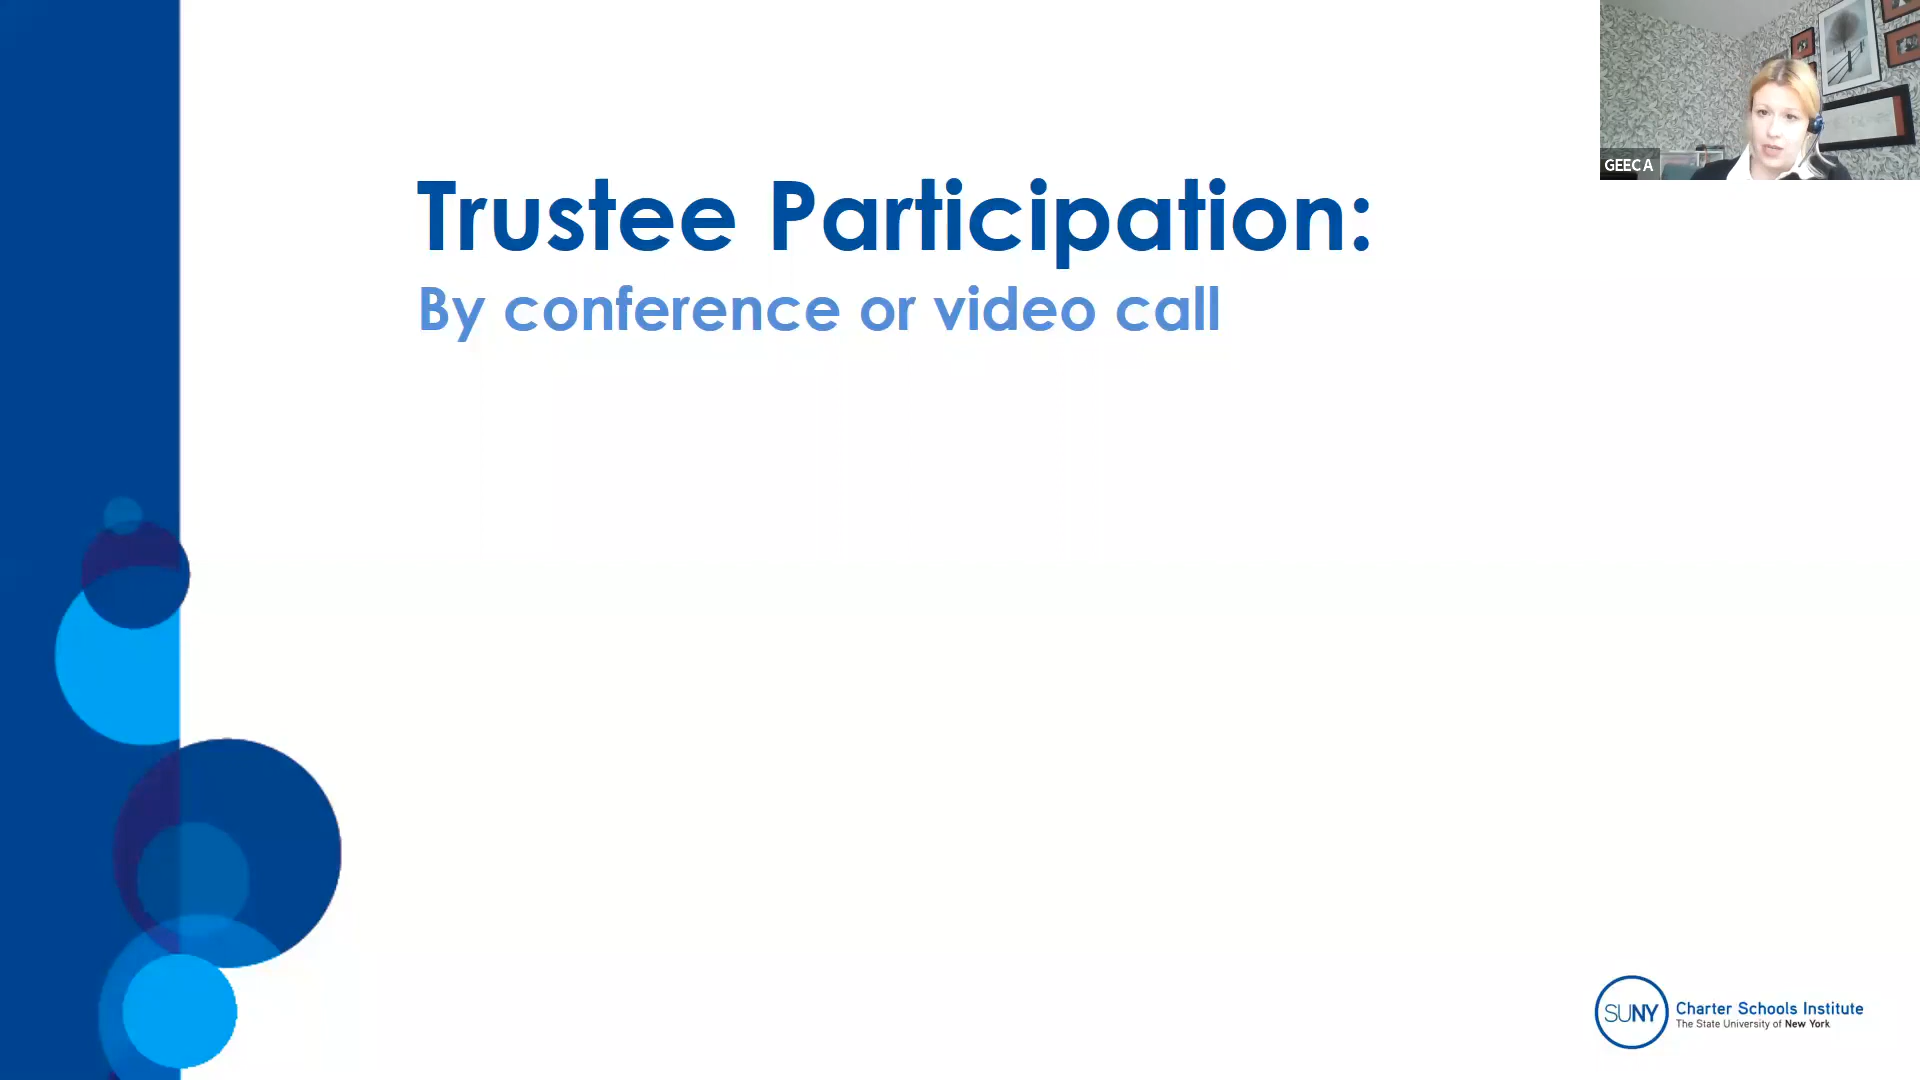 Trustee Participation:
By conference or video call
GEEC A
SUNY
Charter Schools Institute
The State University of New York